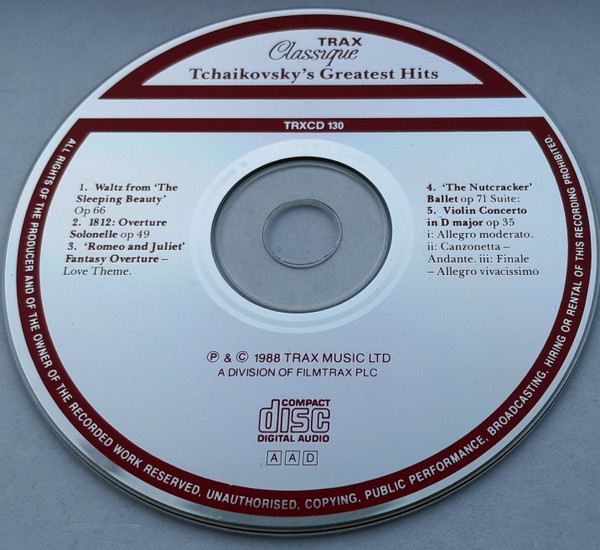 TRAX
Classique
Tchaikovsky's Greatest Hits
TRXCD 130
1. Waltz from 'The
Sleeping Beauty'
Op 66
2. 1812: Overture
Solonelle op 49
3. 'Romeo and Juliet'
Fantasy Overture –
Love Theme.
4. 'The Nutcracker'
Ballet op 71 Suite:
5. Violin Concerto
in D major op 35
i: Allegro moderato.
ii: Canzonetta –
Andante. iii: Finale
– Allegro vivacissimo
℗ & © 1988 TRAX MUSIC LTD
A DIVISION OF FILMTRAX PLC
COMPACT
disc
DIGITAL AUDIO
A A D
ALL RIGHTS OF THE PRODUCER AND OF THE OWNER OF THE RECORDED WORK RESERVED, UNAUTHORISED, COPYING, PUBLIC PERFORMANCE, BROADCASTING, HIRING OR RENTAL OF THIS RECORDING PROHIBITED.